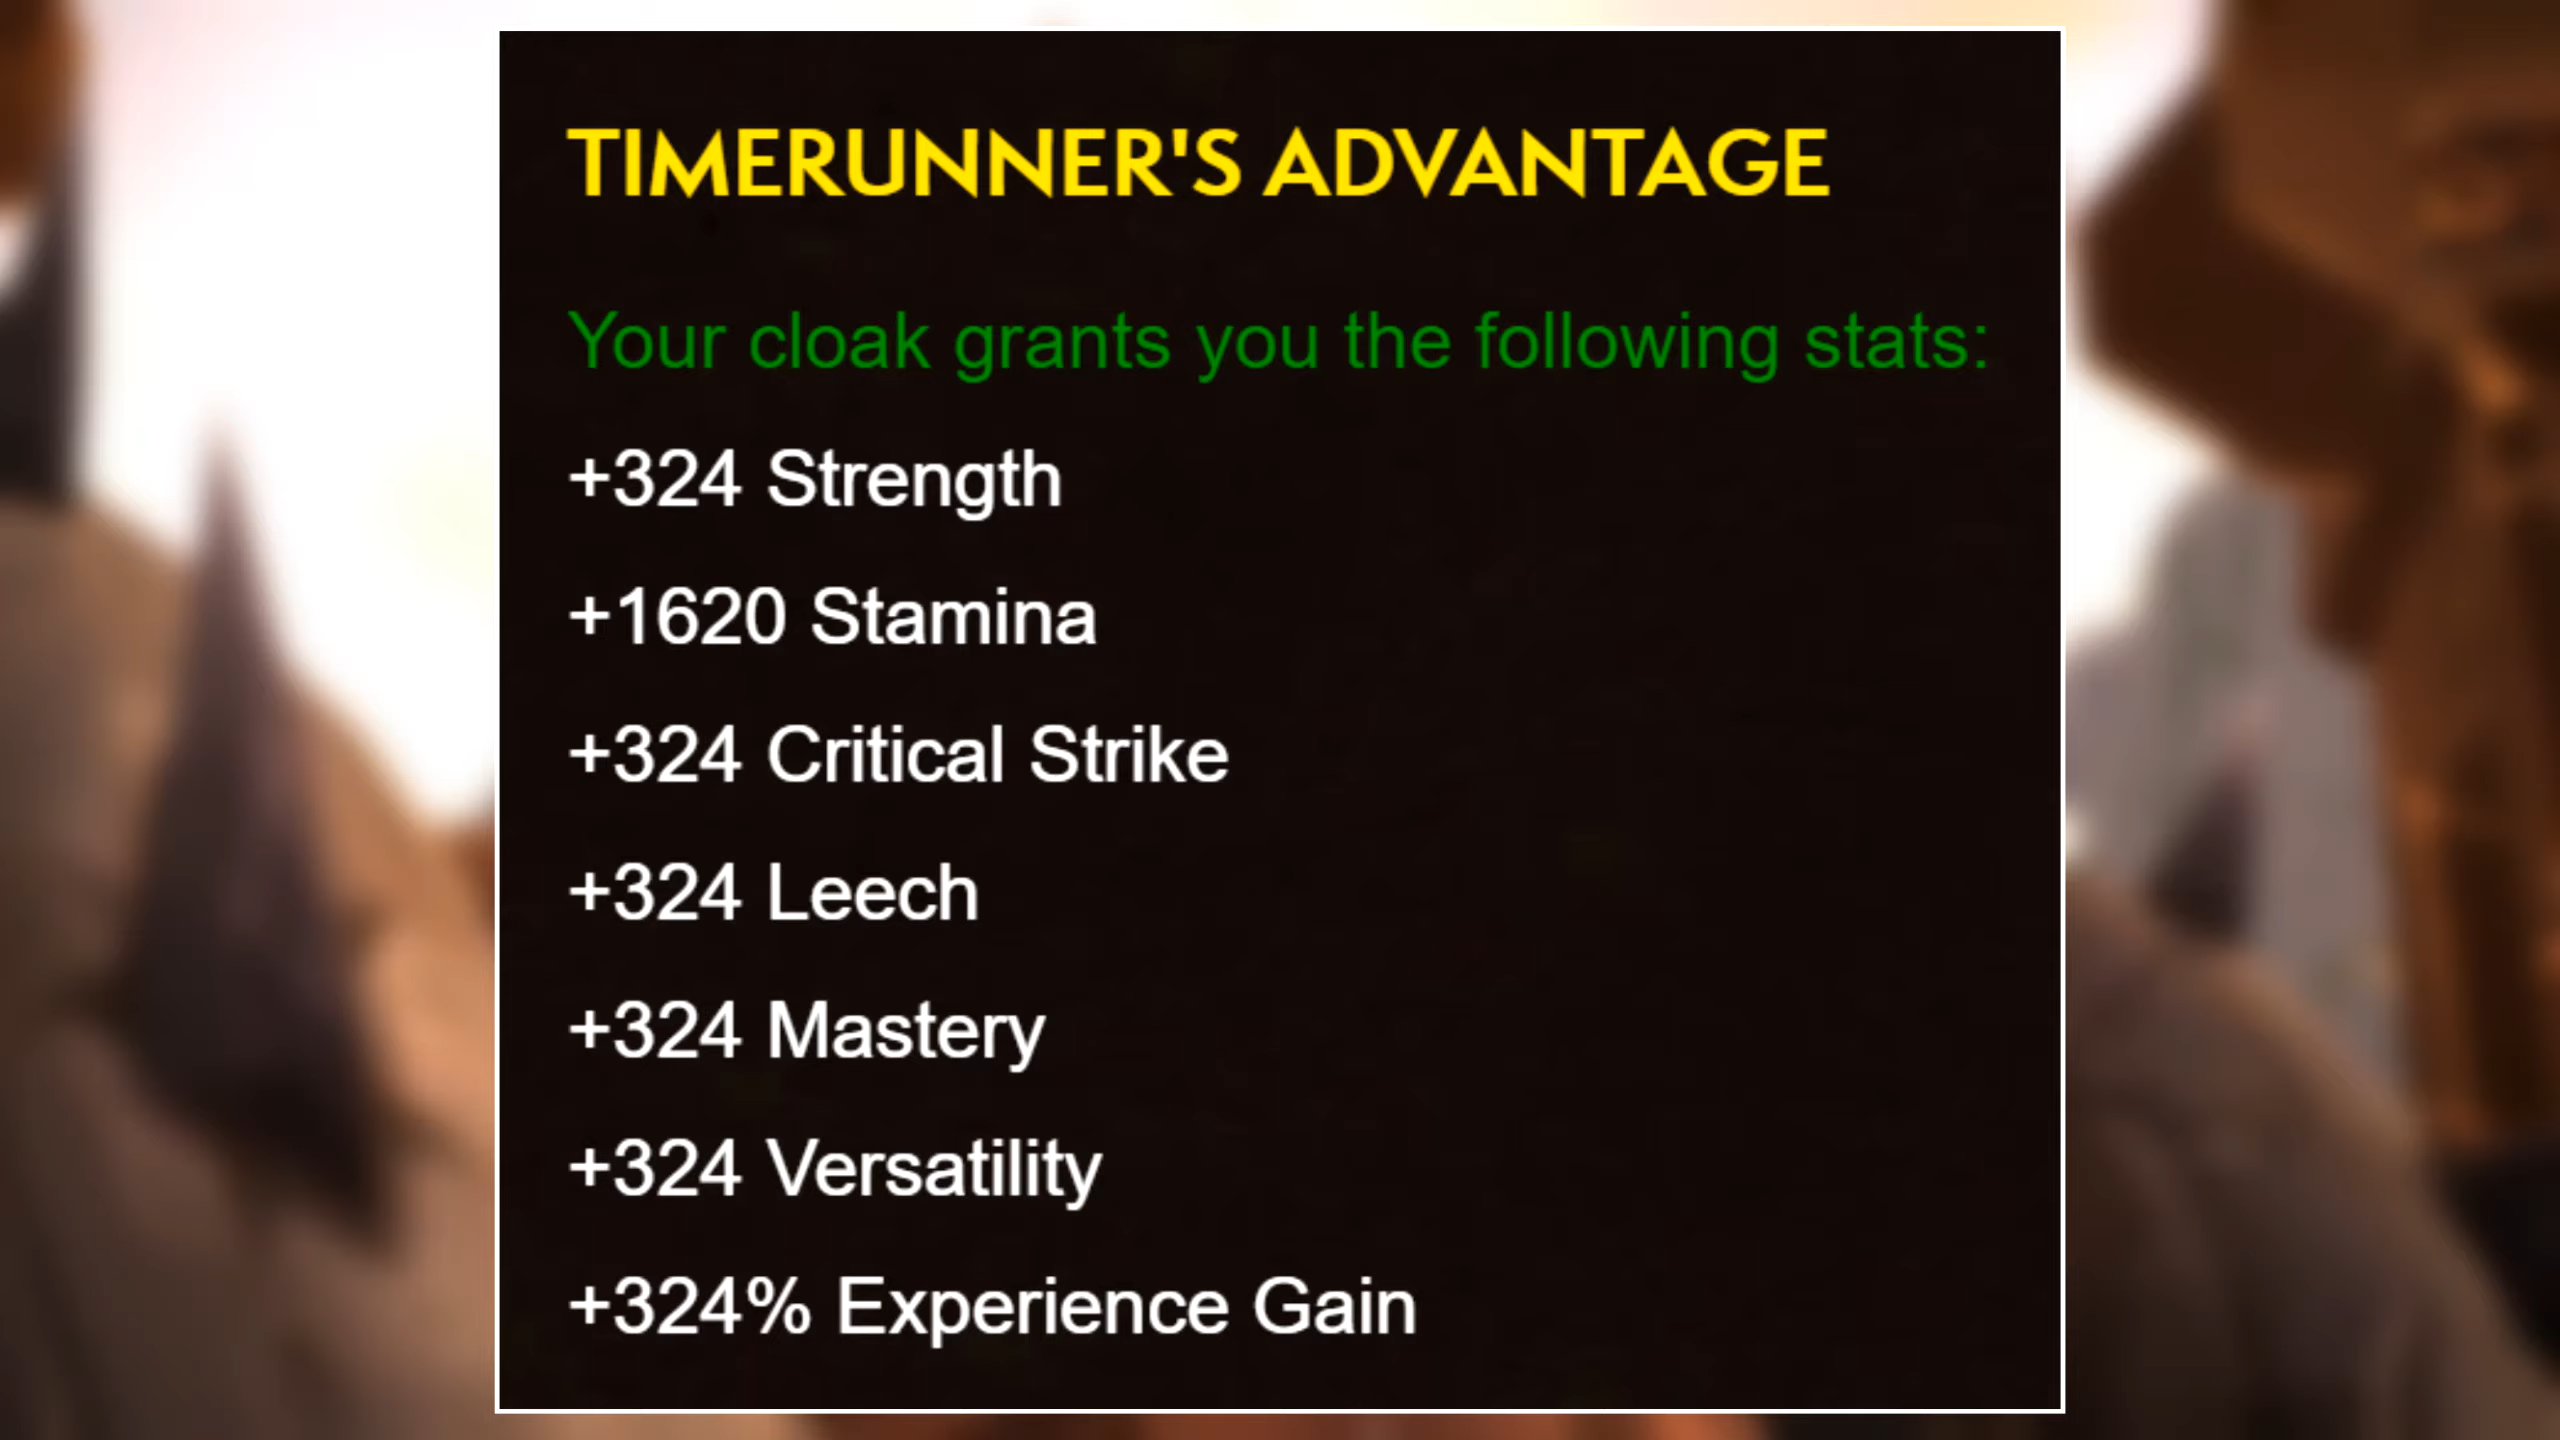 TIMERUNNER'S ADVANTAGE
Your cloak grants you the following stats:
+324 Strength
+1620 Stamina
+324 Critical Strike
+324 Leech
+324 Mastery
+324 Versatility
+324% Experience Gain